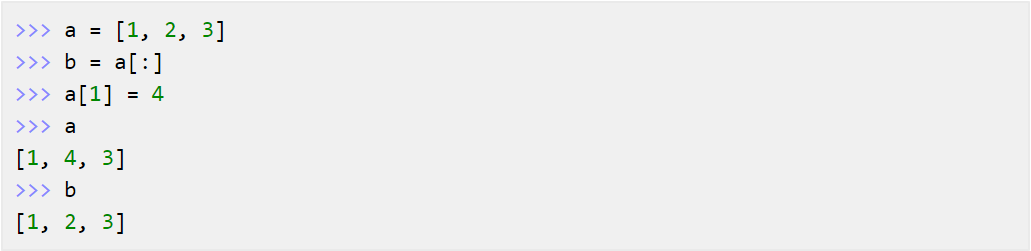 >>> a = [1, 2, 3]
>>> b = a[:]
>>> a[1] = 4
>>> a
[1, 4, 3]
>>> b
[1, 2, 3]